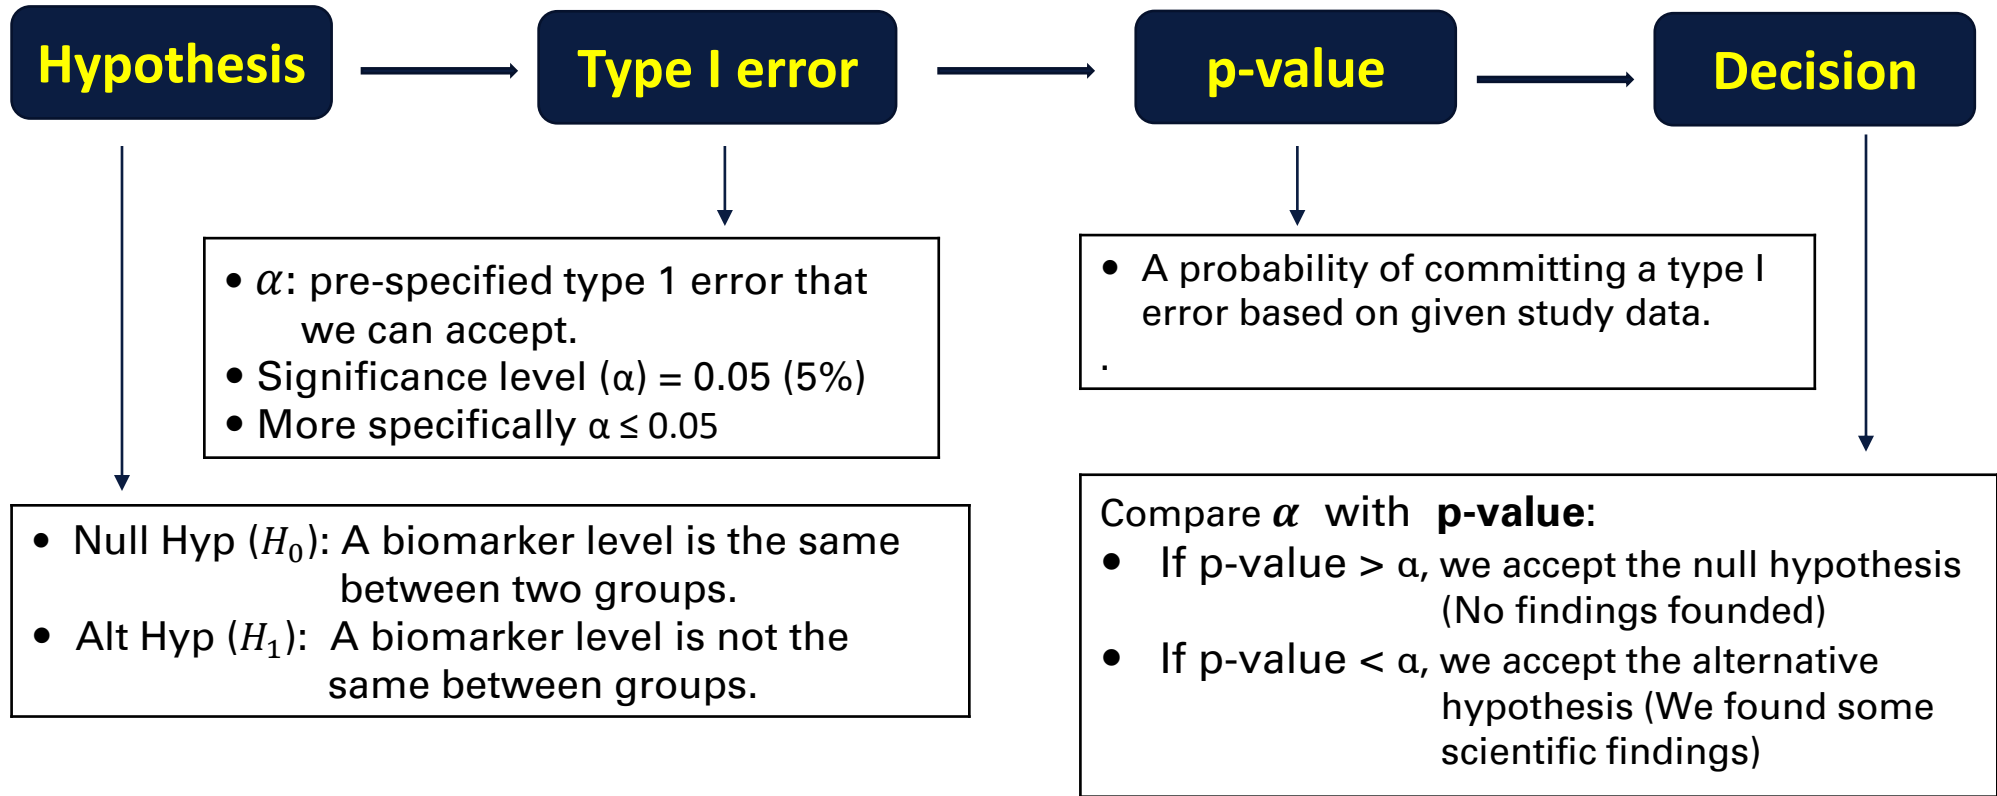 Hypothesis
Type I error
p-value
Decision
• α: pre-specified type 1 error that
we can accept.
• Significance level (α) = 0.05 (5%)
• More specifically α ≤ 0.05
• A probability of committing a type I
error based on given study data.
.
• Null Hyp (H₀): A biomarker level is the same
between two groups.
• Alt Hyp (H₁): A biomarker level is not the
same between groups.
Compare α with p-value:
• If p-value > α, we accept the null hypothesis
(No findings founded)
• If p-value < α, we accept the alternative
hypothesis (We found some
scientific findings)